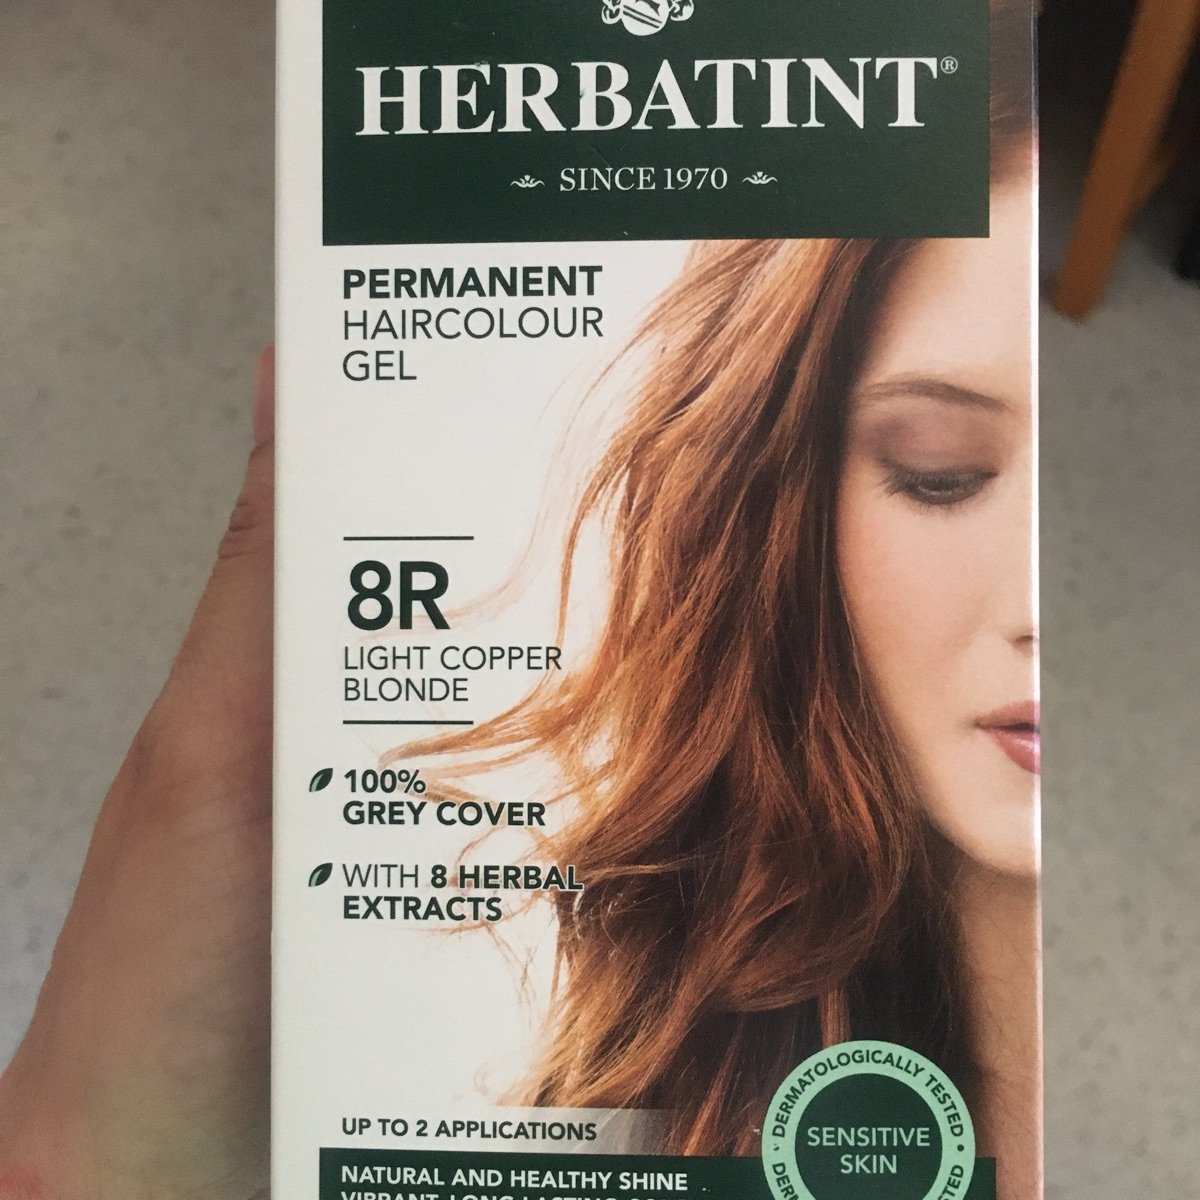 HERBATINT®
SINCE 1970
PERMANENT
HAIRCOLOUR
GEL
8R
LIGHT COPPER
BLONDE
100%
GREY COVER
WITH 8 HERBAL
EXTRACTS
UP TO 2 APPLICATIONS
DERMATOLOGICALLY TESTED •
SENSITIVE
SKIN
NATURAL AND HEALTHY SHINE